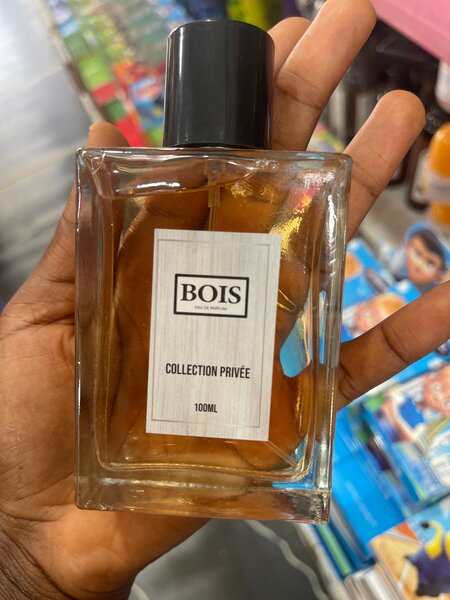 BOIS
EAU DE PARFUM
COLLECTION PRIVÉE
100ML